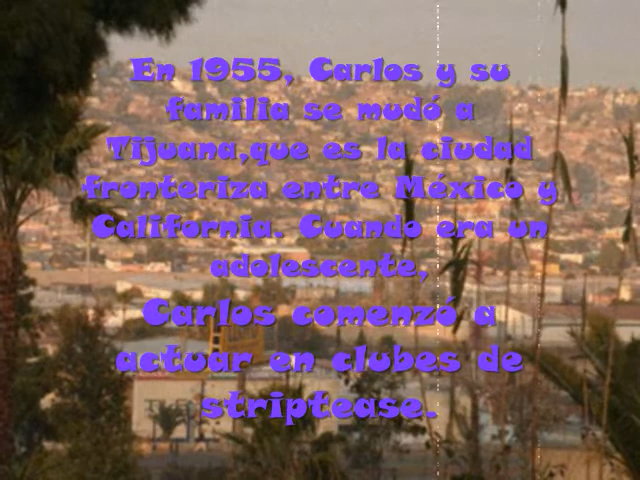 En 1955, Carlos y su
familia se mudó a
Tijuana,que es la ciudad
fronteriza entre México y
California. Cuando era un
adolescente,
Carlos comenzó a
actuar en clubes de
striptease.